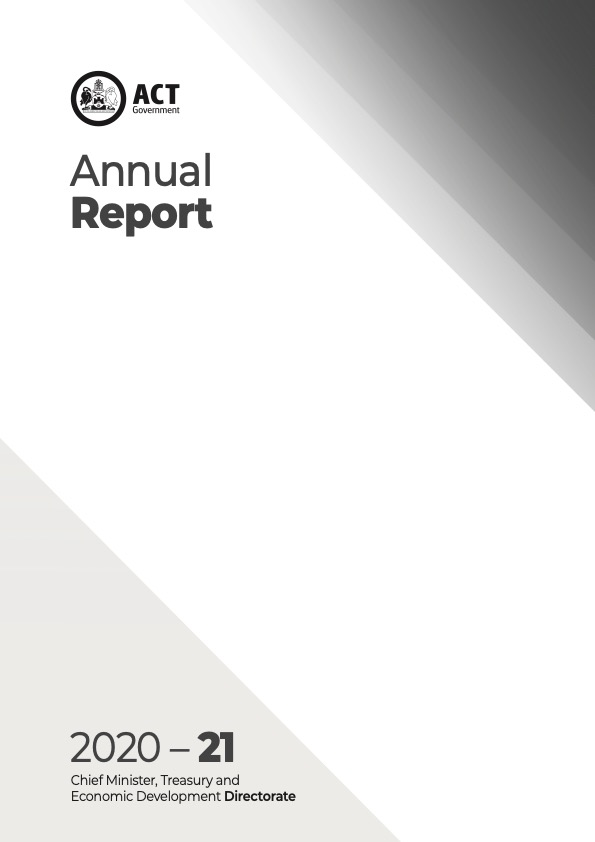 ACT
Government
Annual
Report
2020 – 21
Chief Minister, Treasury and
Economic Development Directorate